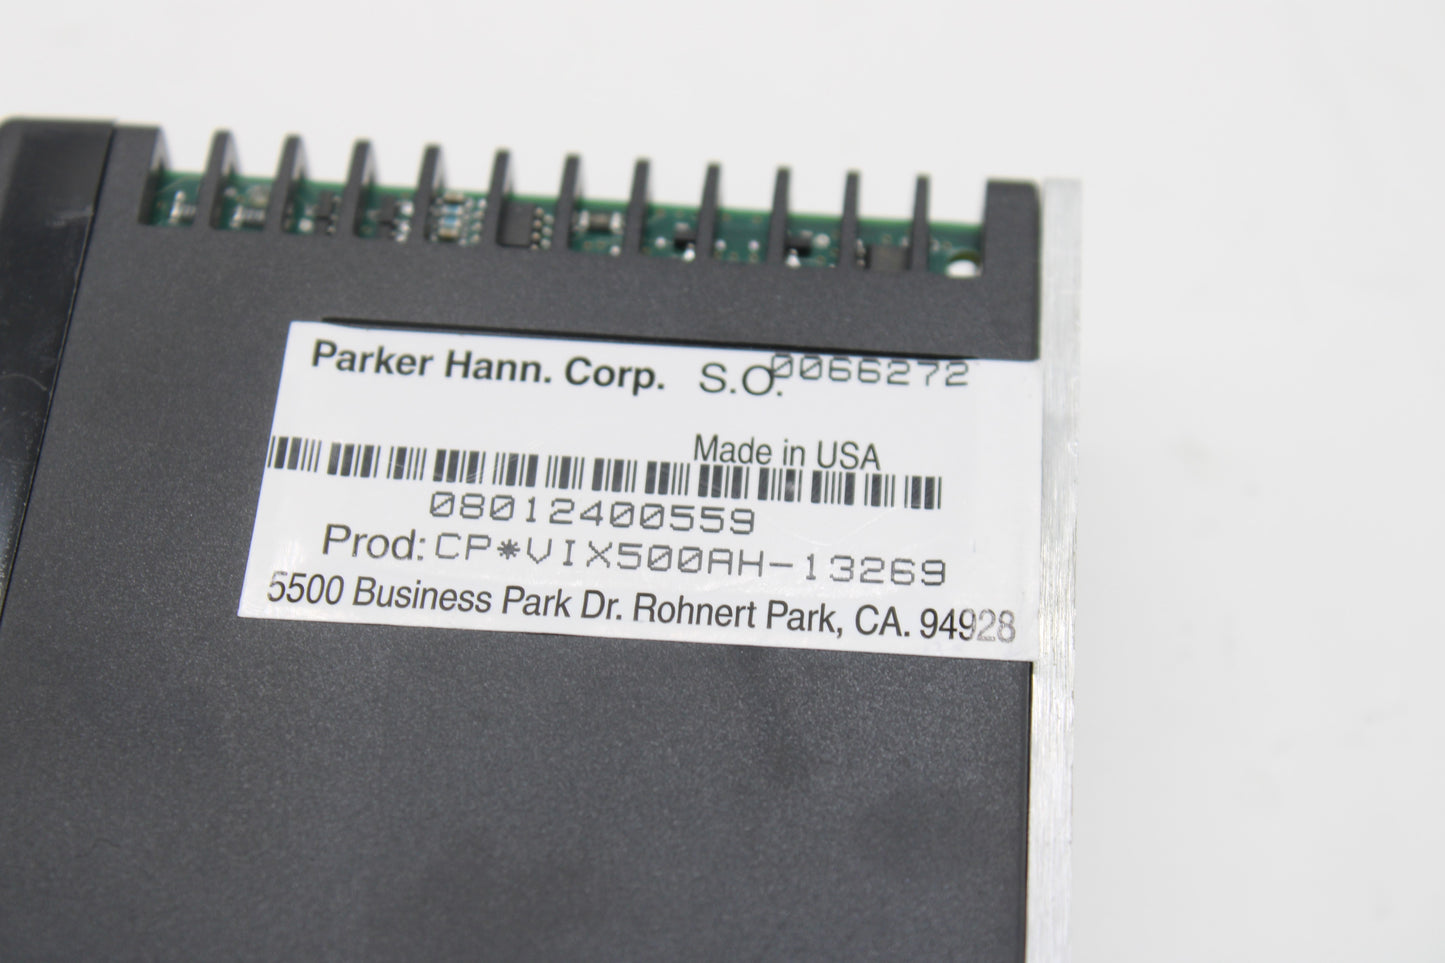 Parker Hann. Corp. S.O. 0066272
Made in USA
08012400559
Prod: CP*VIX500AH-13269
5500 Business Park Dr. Rohnert Park, CA. 94928